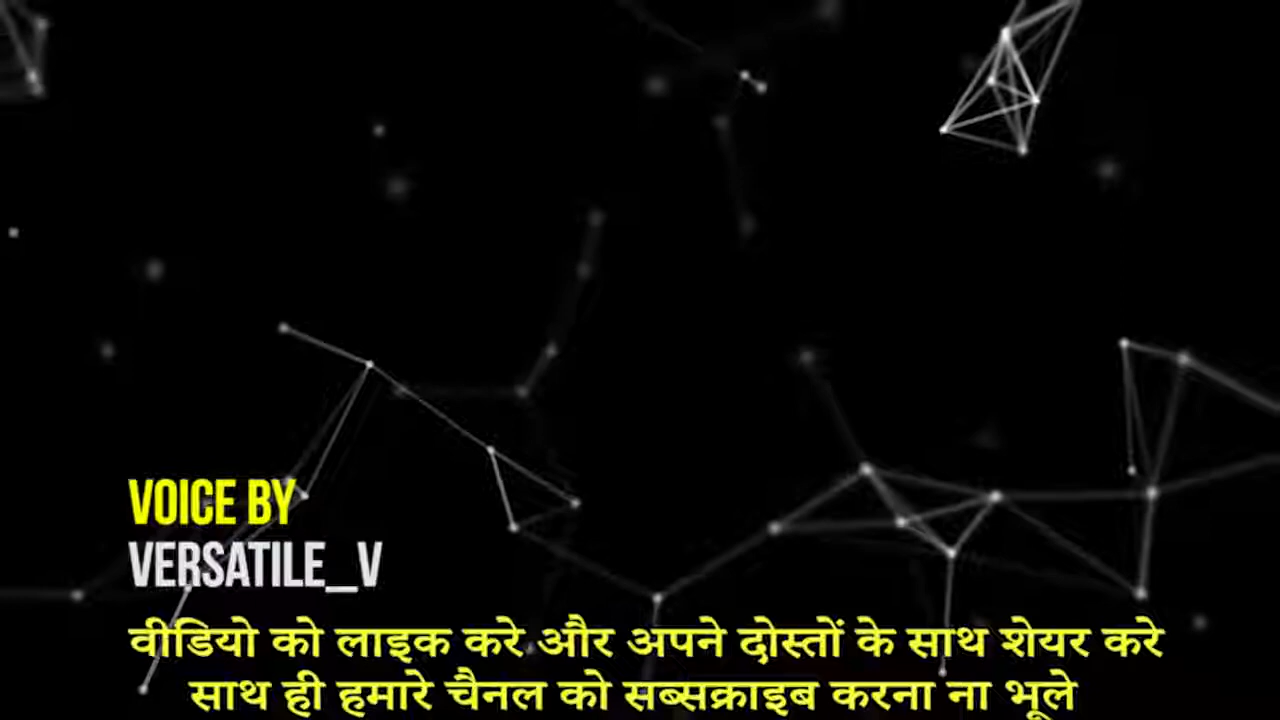 VOICE BY
VERSATILE_V
वीडियो को लाइक करे और अपने दोस्तों के साथ शेयर करे
साथ ही हमारे चैनल को सब्सक्राइब करना ना भूले